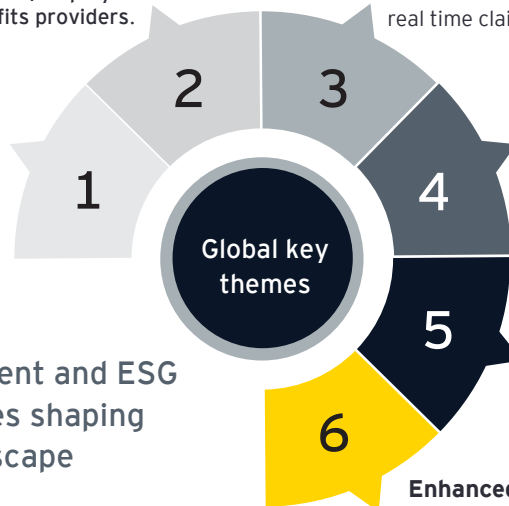 fits providers.
real time clai
2
3
1
4
Global key
themes
5
ent and ESG
es shaping
scape
6
Enhanced